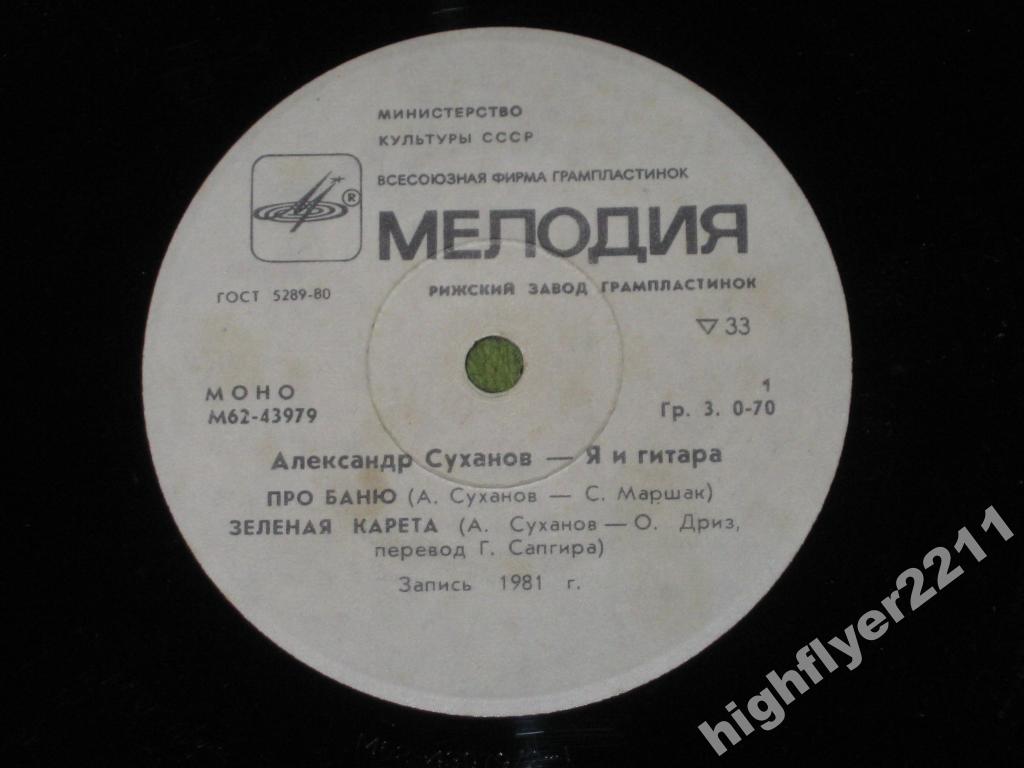 МИНИСТЕРСТВО
КУЛЬТУРЫ СССР
ВСЕСОЮЗНАЯ ФИРМА ГРАМПЛАСТИНОК
®
МЕЛОДИЯ
РИЖСКИЙ ЗАВОД ГРАМПЛАСТИНОК
ГОСТ 5289-80
▽ 33
МОНО
М62-43979
1
Гр. 3. 0-70
Александр Суханов — Я и гитара
ПРО БАНЮ (А. Суханов — С. Маршак)
ЗЕЛЕНАЯ КАРЕТА (А. Суханов — О. Дриз,
перевод Г. Сапгира)
Запись 1981 г.
highflyer2211